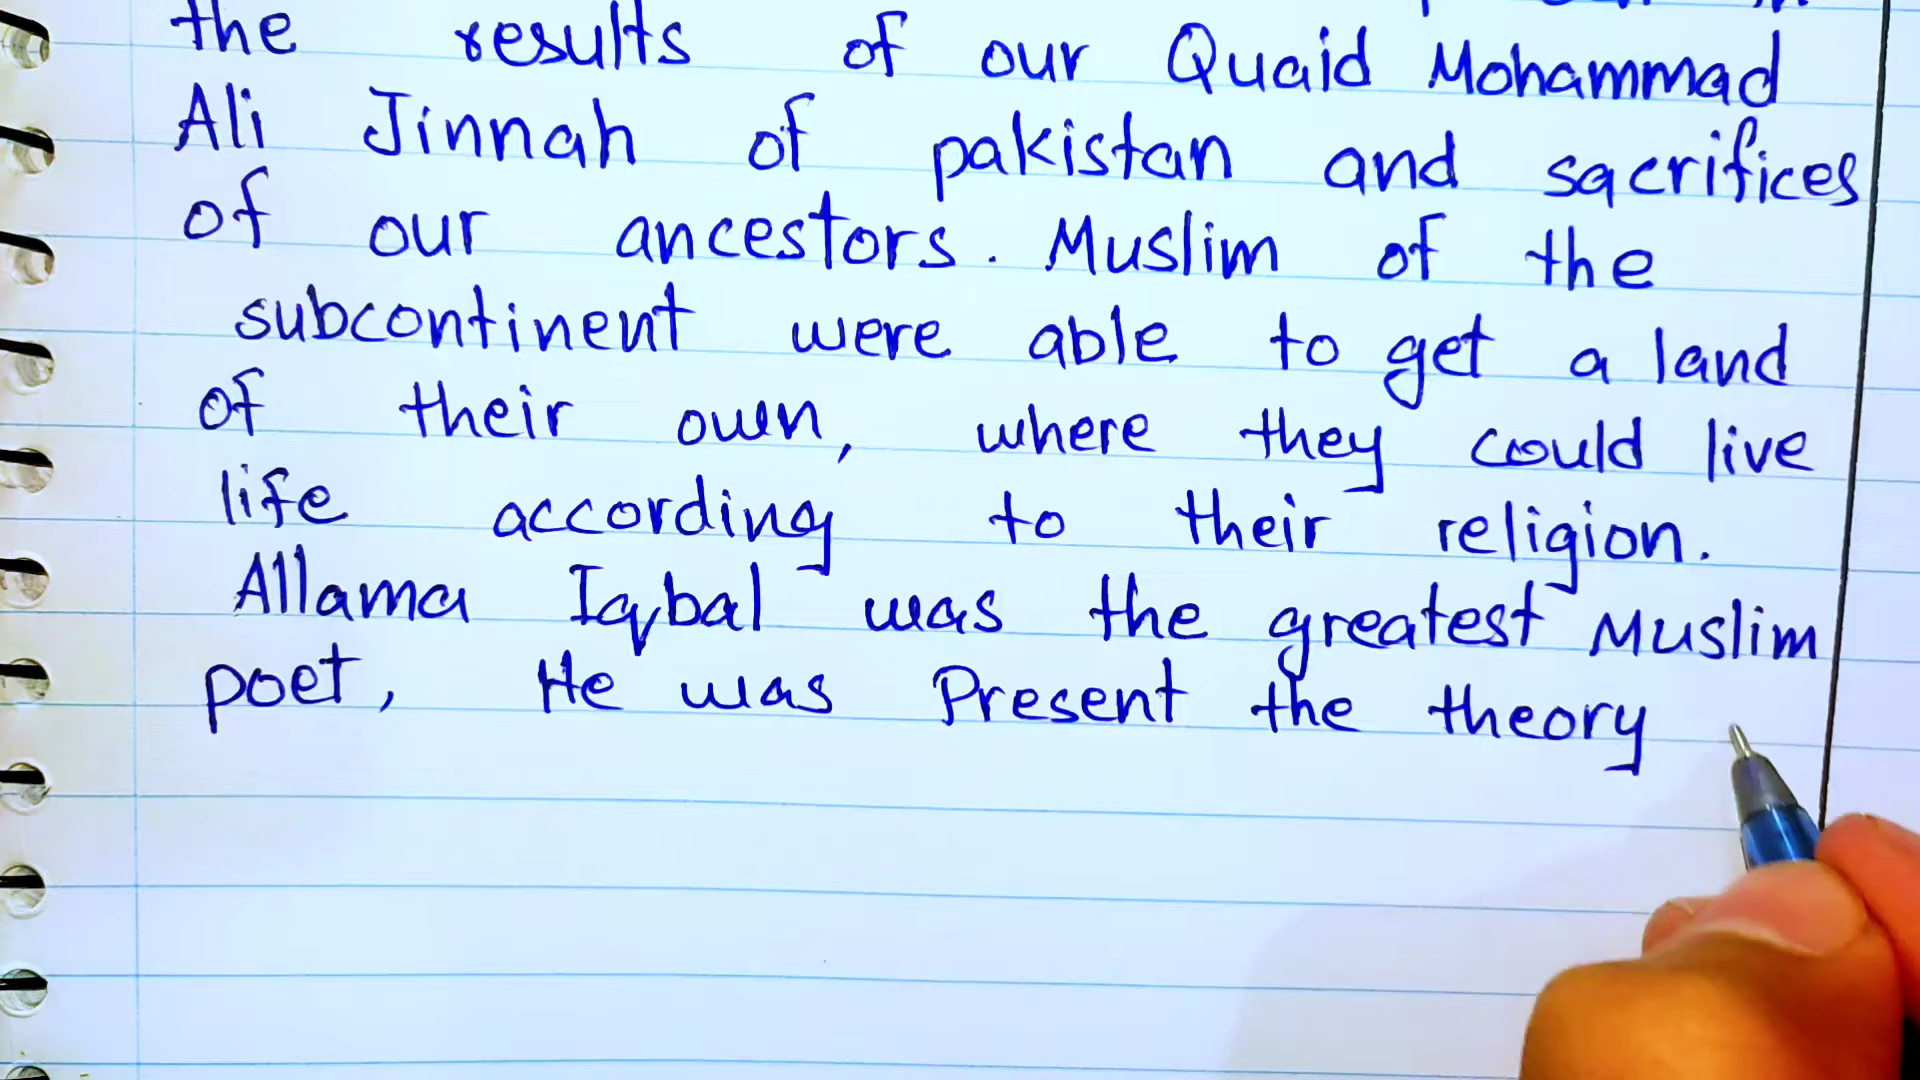 the results of our Quaid Mohammad
Ali Jinnah of pakistan and sacrifices
of our ancestors. Muslim of the
subcontinent were able to get a land
of their own, where they could live
life according to their religion.
Allama Iqbal was the greatest Muslim
poet, He was Present the theory